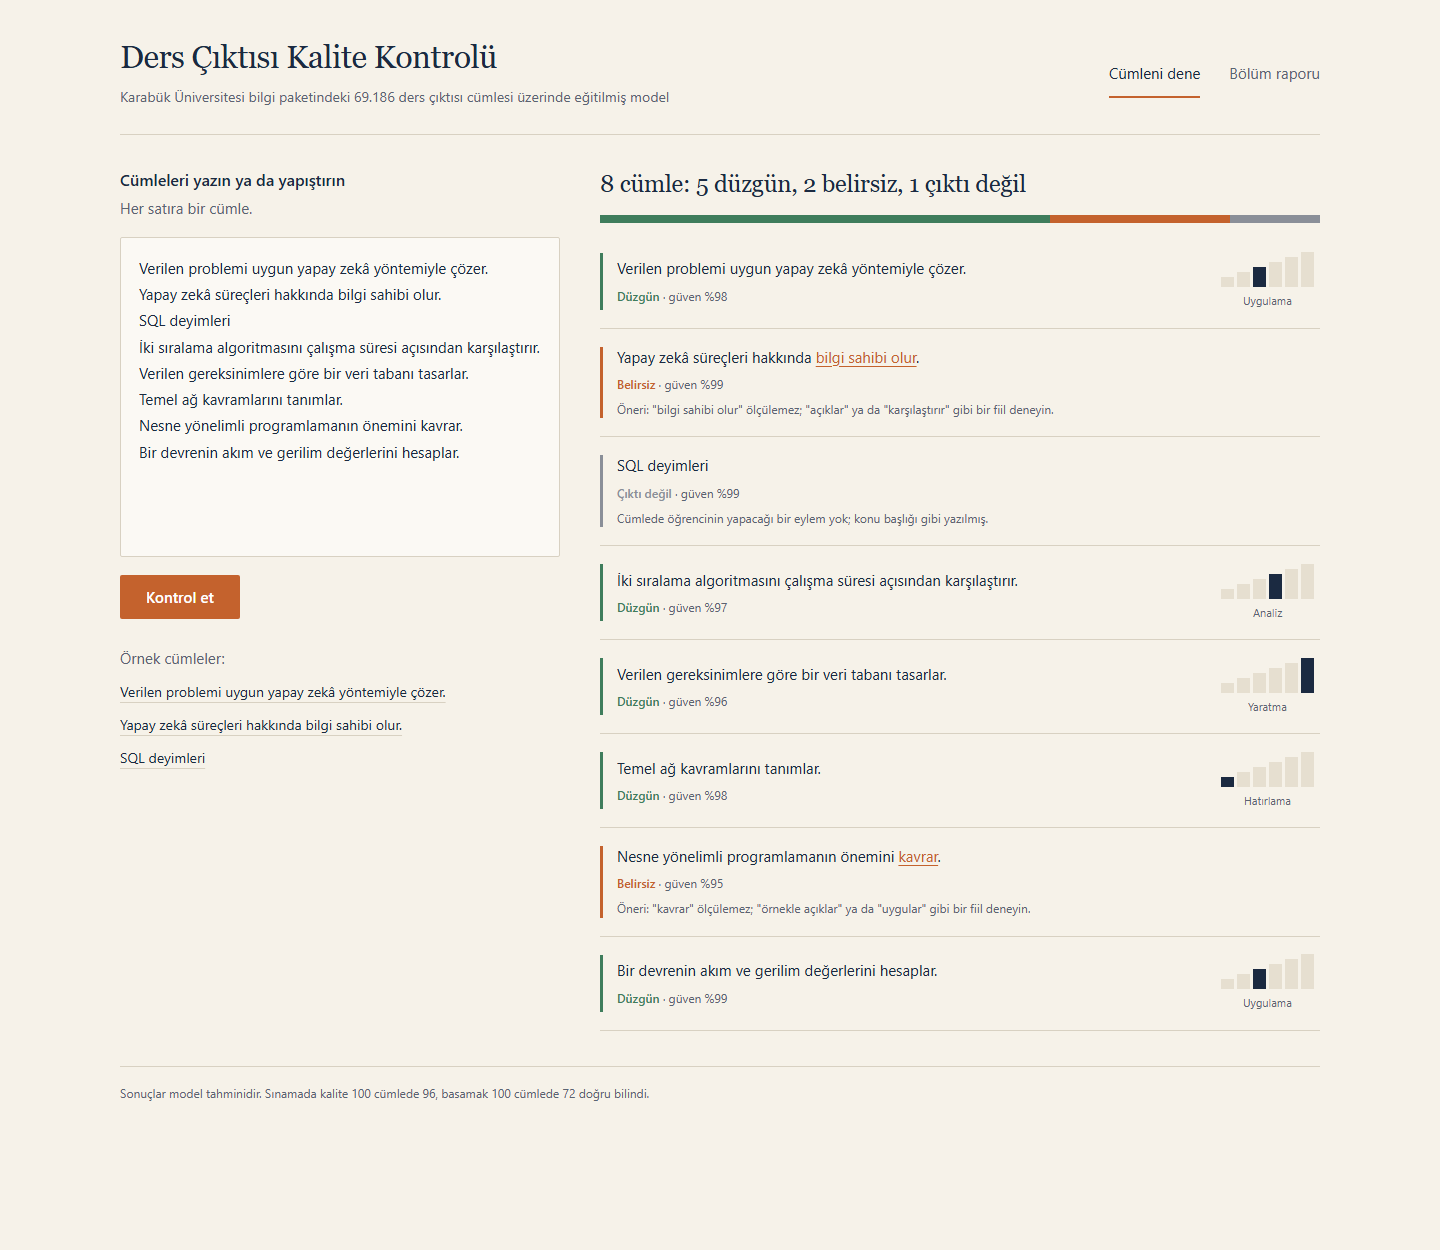 Ders Çıktısı Kalite Kontrolü
Karabük Üniversitesi bilgi paketindeki 69.186 ders çıktısı cümlesi üzerinde eğitilmiş model
Cümleni dene
Bölüm raporu
Cümleleri yazın ya da yapıştırın
Her satıra bir cümle.
Verilen problemi uygun yapay zekâ yöntemiyle çözer.
Yapay zekâ süreçleri hakkında bilgi sahibi olur.
SQL deyimleri
İki sıralama algoritmasını çalışma süresi açısından karşılaştırır.
Verilen gereksinimlere göre bir veri tabanı tasarlar.
Temel ağ kavramlarını tanımlar.
Nesne yönelimli programlamanın önemini kavrar.
Bir devrenin akım ve gerilim değerlerini hesaplar.
Kontrol et
Örnek cümleler:
Verilen problemi uygun yapay zekâ yöntemiyle çözer.
Yapay zekâ süreçleri hakkında bilgi sahibi olur.
SQL deyimleri
8 cümle: 5 düzgün, 2 belirsiz, 1 çıktı değil
Verilen problemi uygun yapay zekâ yöntemiyle çözer.
Düzgün · güven %98
Uygulama
Yapay zekâ süreçleri hakkında bilgi sahibi olur.
Belirsiz · güven %99
Öneri: "bilgi sahibi olur" ölçülemez; "açıklar" ya da "karşılaştırır" gibi bir fiil deneyin.
SQL deyimleri
Çıktı değil · güven %99
Cümlede öğrencinin yapacağı bir eylem yok; konu başlığı gibi yazılmış.
İki sıralama algoritmasını çalışma süresi açısından karşılaştırır.
Düzgün · güven %97
Analiz
Verilen gereksinimlere göre bir veri tabanı tasarlar.
Düzgün · güven %96
Yaratma
Temel ağ kavramlarını tanımlar.
Düzgün · güven %98
Hatırlama
Nesne yönelimli programlamanın önemini kavrar.
Belirsiz · güven %95
Öneri: "kavrar" ölçülemez; "örnekle açıklar" ya da "uygular" gibi bir fiil deneyin.
Bir devrenin akım ve gerilim değerlerini hesaplar.
Düzgün · güven %99
Uygulama
Sonuçlar model tahminidir. Sınamada kalite 100 cümlede 96, basamak 100 cümlede 72 doğru bilindi.